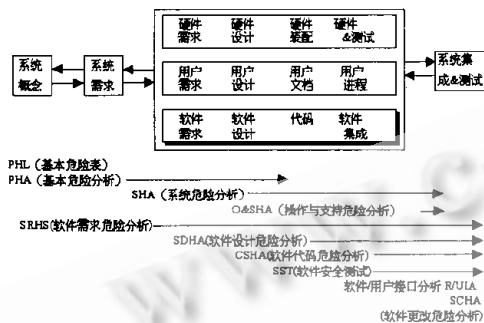 硬件 硬件 硬件 硬件
需求 设计 装配 &测试
系统 系统
概念 需求
用户 用户 用户 用户
需求 设计 文档 进程
系统集
成&测试
软件 软件 代码 软件
需求 设计 集成
PHL（基本危险表）
PHA（基本危险分析）
SHA（系统危险分析）
O&SHA（操作与支持危险分析）
SRHS(软件需求危险分析)
SDHA(软件设计危险分析)
CSHA(软件代码危险分析)
SST(软件安全测试)
软件/用户接口分析 R/UIA
SCHA
(软件更改危险分析)
www.c